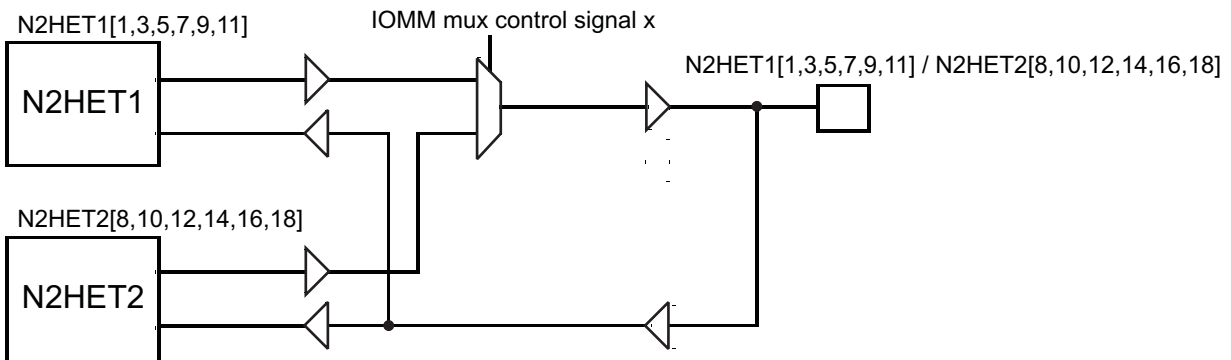 IOMM mux control signal x
N2HET1[1,3,5,7,9,11]
N2HET1[1,3,5,7,9,11] / N2HET2[8,10,12,14,16,18]
N2HET1
N2HET2[8,10,12,14,16,18]
N2HET2